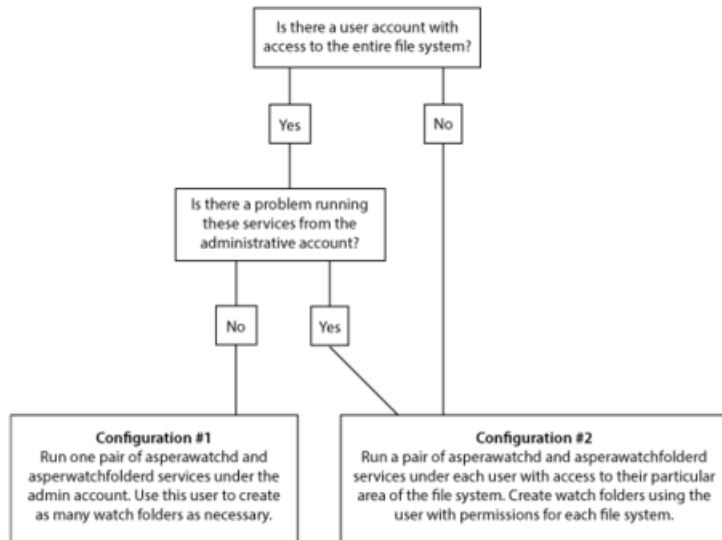 Is there a user account with
access to the entire file system?
Yes
No
Is there a problem running
these services from the
administrative account?
No
Yes
Configuration #1
Run one pair of asperawatchd and
asperwatchfolderd services under the
admin account. Use this user to create
as many watch folders as necessary.
Configuration #2
Run a pair of asperawatchd and asperawatchfolderd
services under each user with access to their particular
area of the file system. Create watch folders using the
user with permissions for each file system.